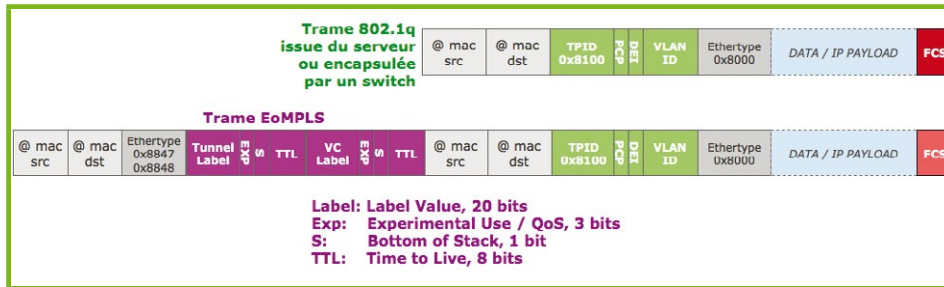 Trame 802.1q
issue du serveur
ou encapsulée
par un switch
@ mac src
@ mac dst
TPID 0x8100
PCP
DEI
VLAN ID
Ethertype 0x8000
DATA / IP PAYLOAD
FCS
Trame EoMPLS
@ mac src
@ mac dst
Ethertype 0x8847 0x8848
Tunnel Label
EXP
S
TTL
VC Label
EXP
S
TTL
@ mac src
@ mac dst
TPID 0x8100
PCP
DEI
VLAN ID
Ethertype 0x8000
DATA / IP PAYLOAD
FCS
Label: Label Value, 20 bits
Exp: Experimental Use / QoS, 3 bits
S: Bottom of Stack, 1 bit
TTL: Time to Live, 8 bits